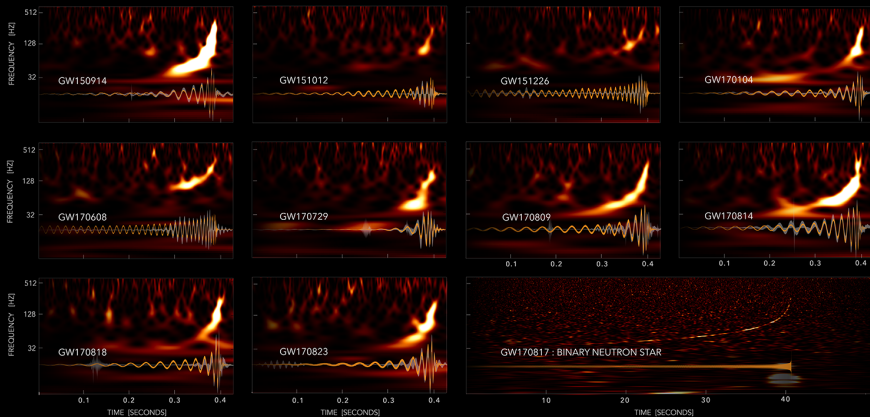 512
128
32
FREQUENCY [HZ]
GW150914
GW151012
GW151226
GW170104
512
128
32
FREQUENCY [HZ]
GW170608
GW170729
GW170809
GW170814
0.1
0.2
0.3
0.4
0.1
0.2
0.3
0.4
512
128
32
FREQUENCY [HZ]
GW170818
GW170823
GW170817 : BINARY NEUTRON STAR
0.1
0.2
0.3
0.4
0.1
0.2
0.3
0.4
20
30
40
TIME [SECONDS]
TIME [SECONDS]
TIME [SECONDS]